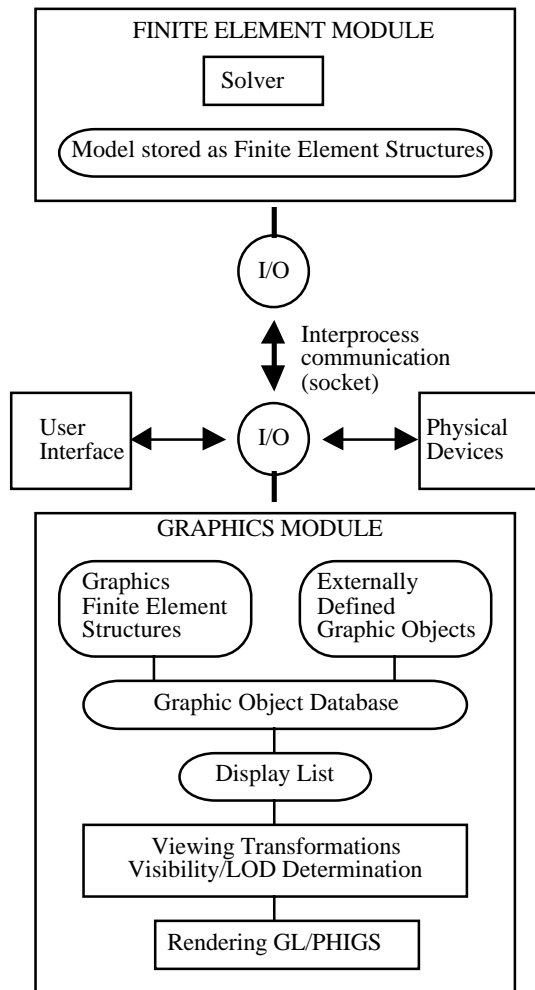 FINITE ELEMENT MODULE
Solver
Model stored as Finite Element Structures
I/O
Interprocess
communication
(socket)
User
Interface
I/O
Physical
Devices
GRAPHICS MODULE
Graphics
Finite Element
Structures
Externally
Defined
Graphic Objects
Graphic Object Database
Display List
Viewing Transformations
Visibility/LOD Determination
Rendering GL/PHIGS